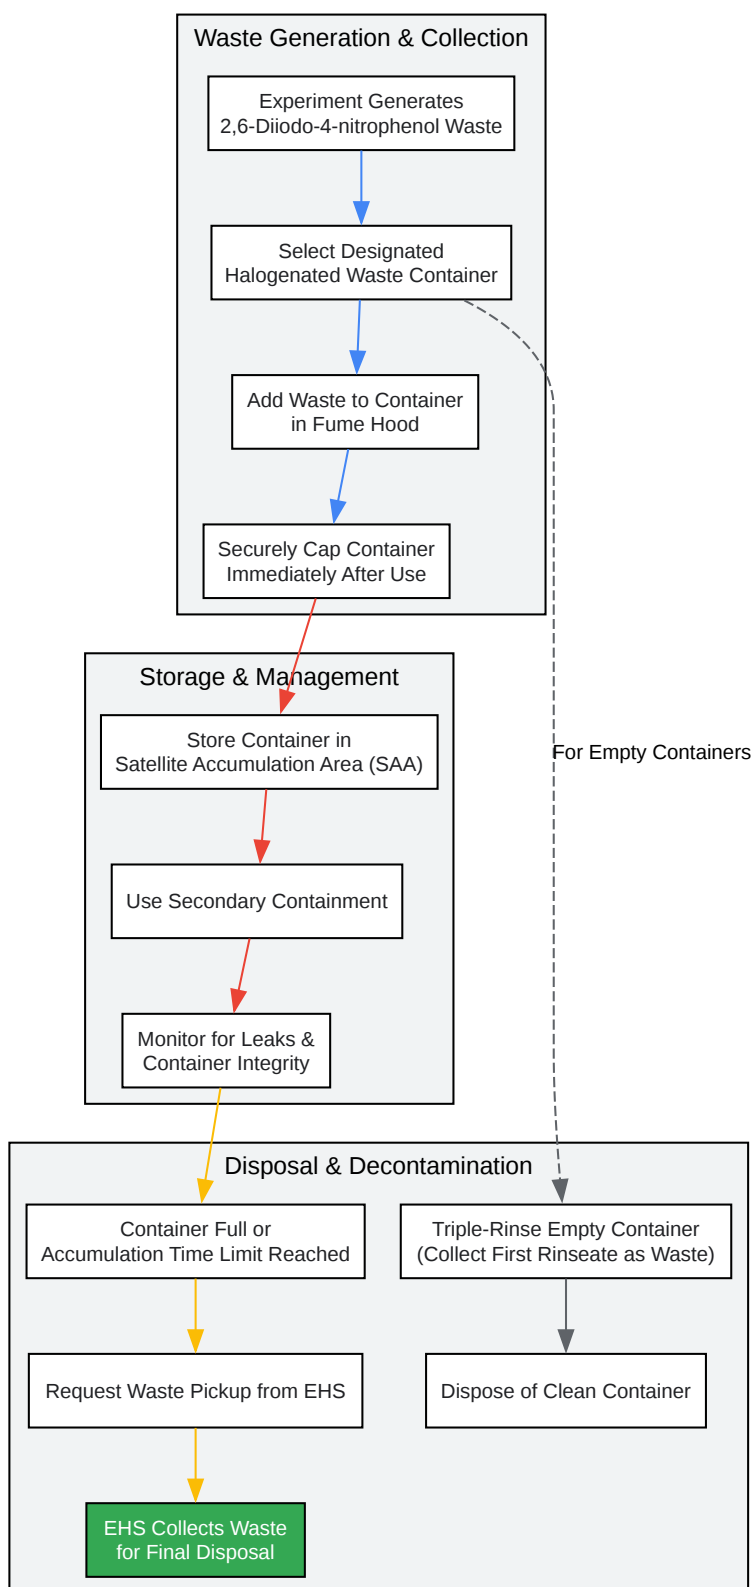 Waste Generation & Collection
Experiment Generates
2,6-Diiodo-4-nitrophenol Waste
Select Designated
Halogenated Waste Container
Add Waste to Container
in Fume Hood
Securely Cap Container
Immediately After Use
Storage & Management
Store Container in
Satellite Accumulation Area (SAA)
For Empty Containers
Use Secondary Containment
Monitor for Leaks &
Container Integrity
Disposal & Decontamination
Container Full or
Accumulation Time Limit Reached
Triple-Rinse Empty Container
(Collect First Rinseate as Waste)
Request Waste Pickup from EHS
Dispose of Clean Container
EHS Collects Waste
for Final Disposal